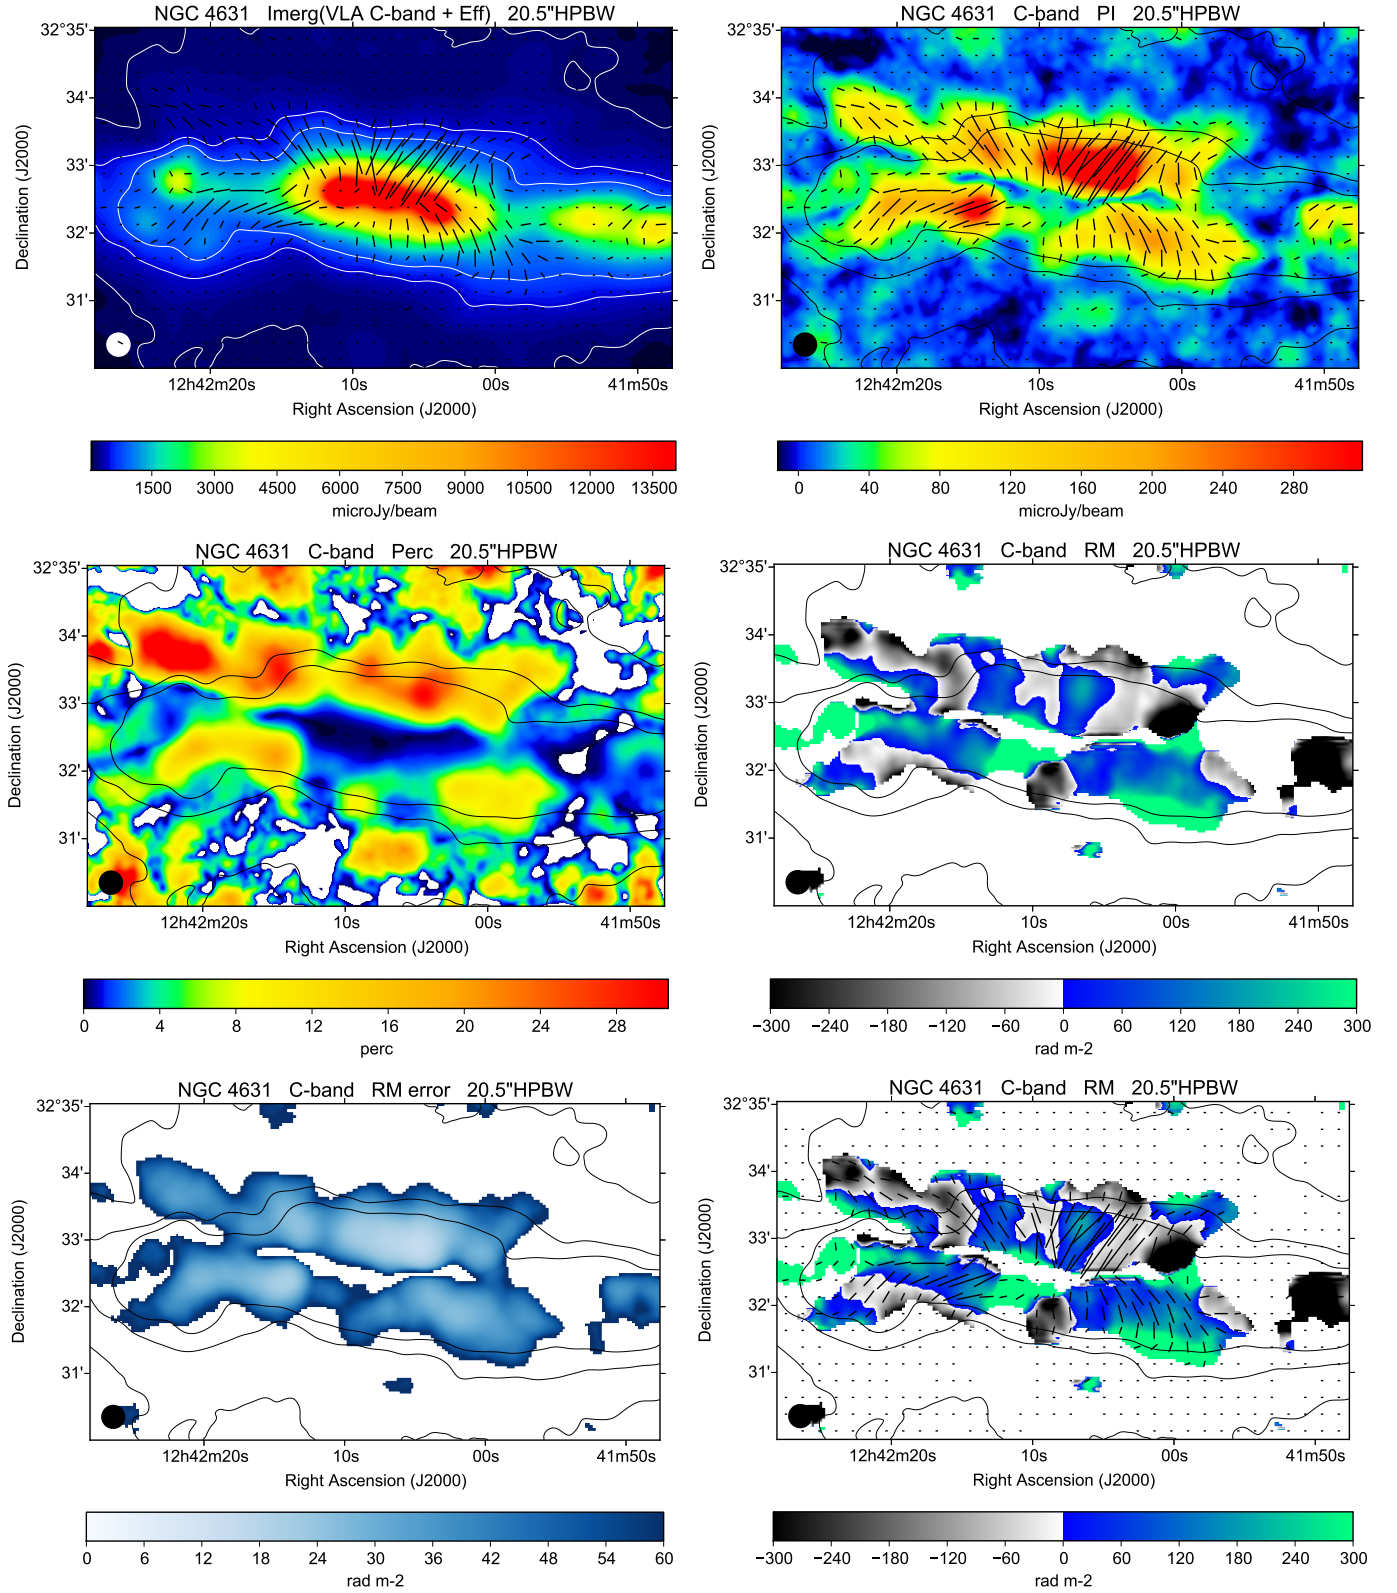 NGC 4631 Imerg(VLA C-band + Eff) 20.5"HPBW
32°35'
34'
33'
32'
31'
Declination (J2000)
12h42m20s 10s 00s 41m50s
Right Ascension (J2000)
1500 3000 4500 6000 7500 9000 10500 12000 13500
microJy/beam
NGC 4631 C-band PI 20.5"HPBW
32°35'
34'
33'
32'
31'
Declination (J2000)
12h42m20s 10s 00s 41m50s
Right Ascension (J2000)
0 40 80 120 160 200 240 280
microJy/beam
NGC 4631 C-band Perc 20.5"HPBW
32°35'
34'
33'
32'
31'
Declination (J2000)
12h42m20s 10s 00s 41m50s
Right Ascension (J2000)
0 4 8 12 16 20 24 28
perc
NGC 4631 C-band RM 20.5"HPBW
32°35'
34'
33'
32'
31'
Declination (J2000)
12h42m20s 10s 00s 41m50s
Right Ascension (J2000)
−300 −240 −180 −120 −60 0 60 120 180 240 300
rad m-2
NGC 4631 C-band RM error 20.5"HPBW
32°35'
34'
33'
32'
31'
Declination (J2000)
12h42m20s 10s 00s 41m50s
Right Ascension (J2000)
0 6 12 18 24 30 36 42 48 54 60
rad m-2
NGC 4631 C-band RM 20.5"HPBW
32°35'
34'
33'
32'
31'
Declination (J2000)
12h42m20s 10s 00s 41m50s
Right Ascension (J2000)
−300 −240 −180 −120 −60 0 60 120 180 240 300
rad m-2